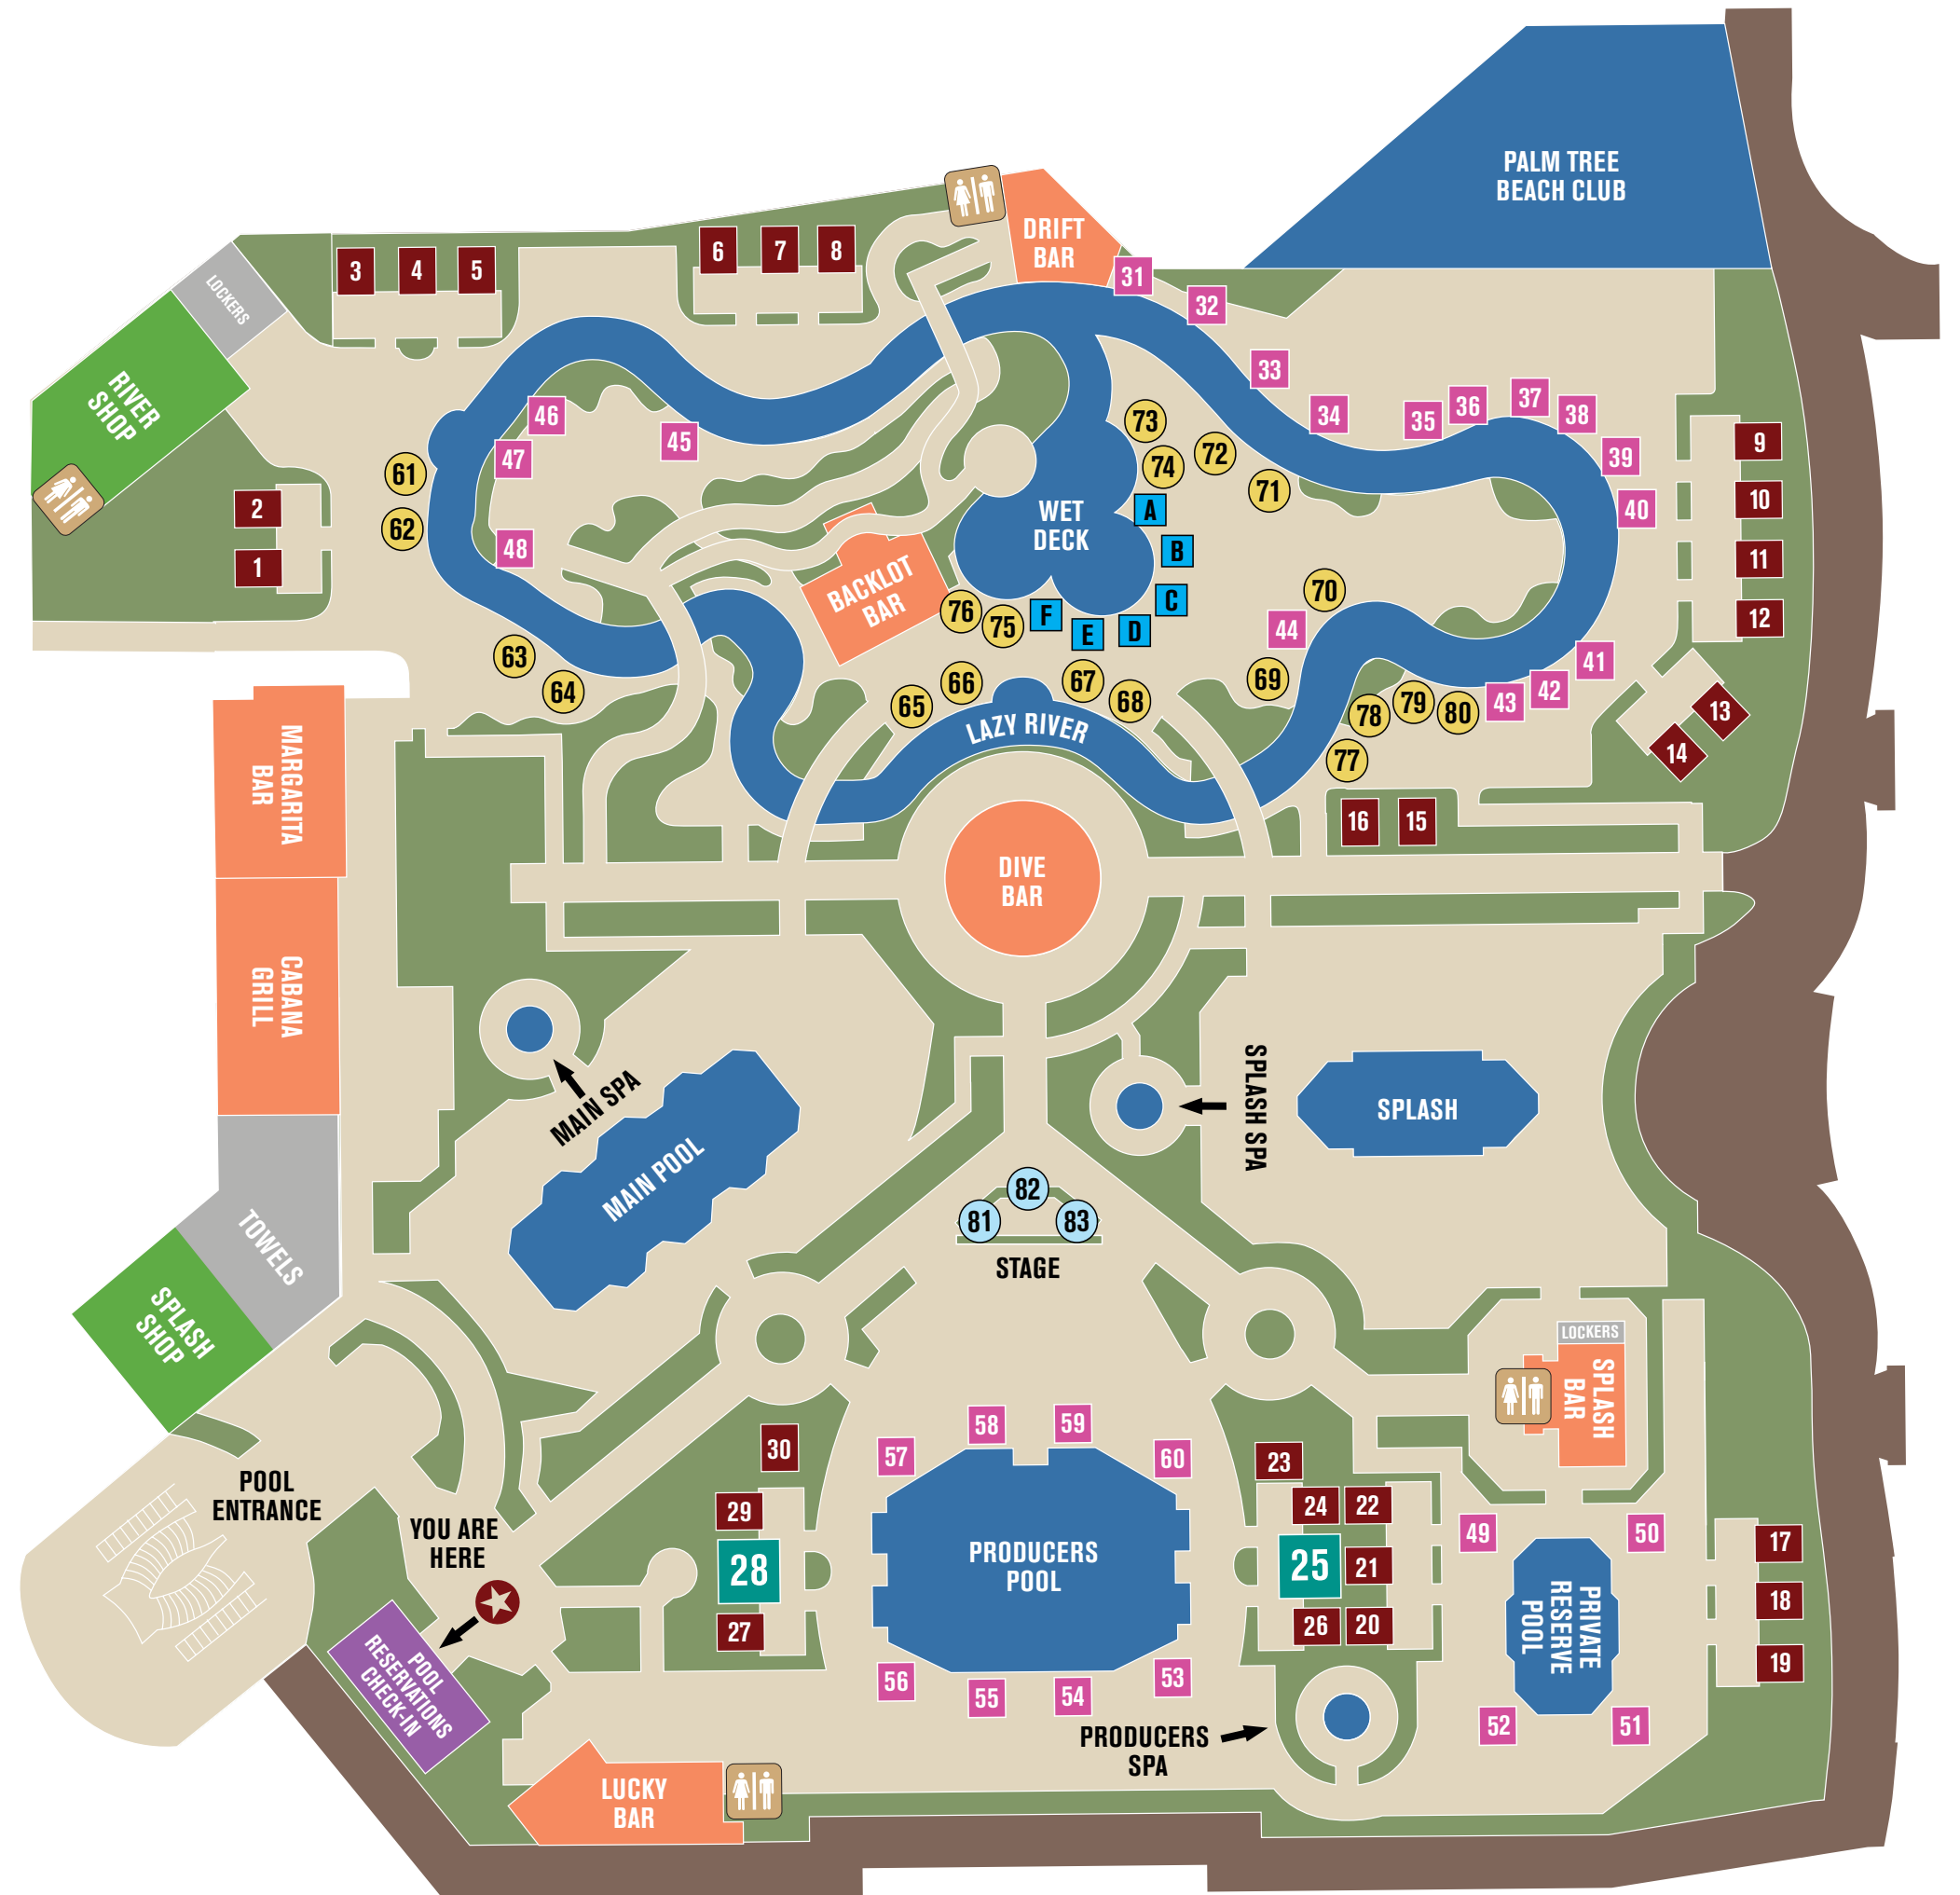 PALM TREE
BEACH CLUB
DRIFT
BAR
LOCKERS
RIVER
SHOP
3
4
5
6
7
8
31
32
33
34
35
36
37
38
39
40
9
10
11
12
46
45
47
48
61
62
2
1
73
74
72
71
WET
DECK
A
B
C
D
E
F
BACKLOT
BAR
76
75
70
44
69
63
64
65
66
67
68
LAZY RIVER
78
79
80
43
42
41
77
13
14
16
15
MARGARITA
BAR
DIVE
BAR
CABANA
GRILL
MAIN SPA
MAIN POOL
SPLASH SPA
SPLASH
TOWELS
SPLASH
SHOP
82
81
83
STAGE
LOCKERS
SPLASH
BAR
POOL
ENTRANCE
YOU ARE
HERE
POOL
RESERVATIONS
CHECK-IN
30
29
28
27
57
58
59
60
PRODUCERS
POOL
56
55
54
53
23
24
22
25
21
26
20
49
50
PRIVATE
RESERVE
POOL
52
51
17
18
19
PRODUCERS
SPA
LUCKY
BAR